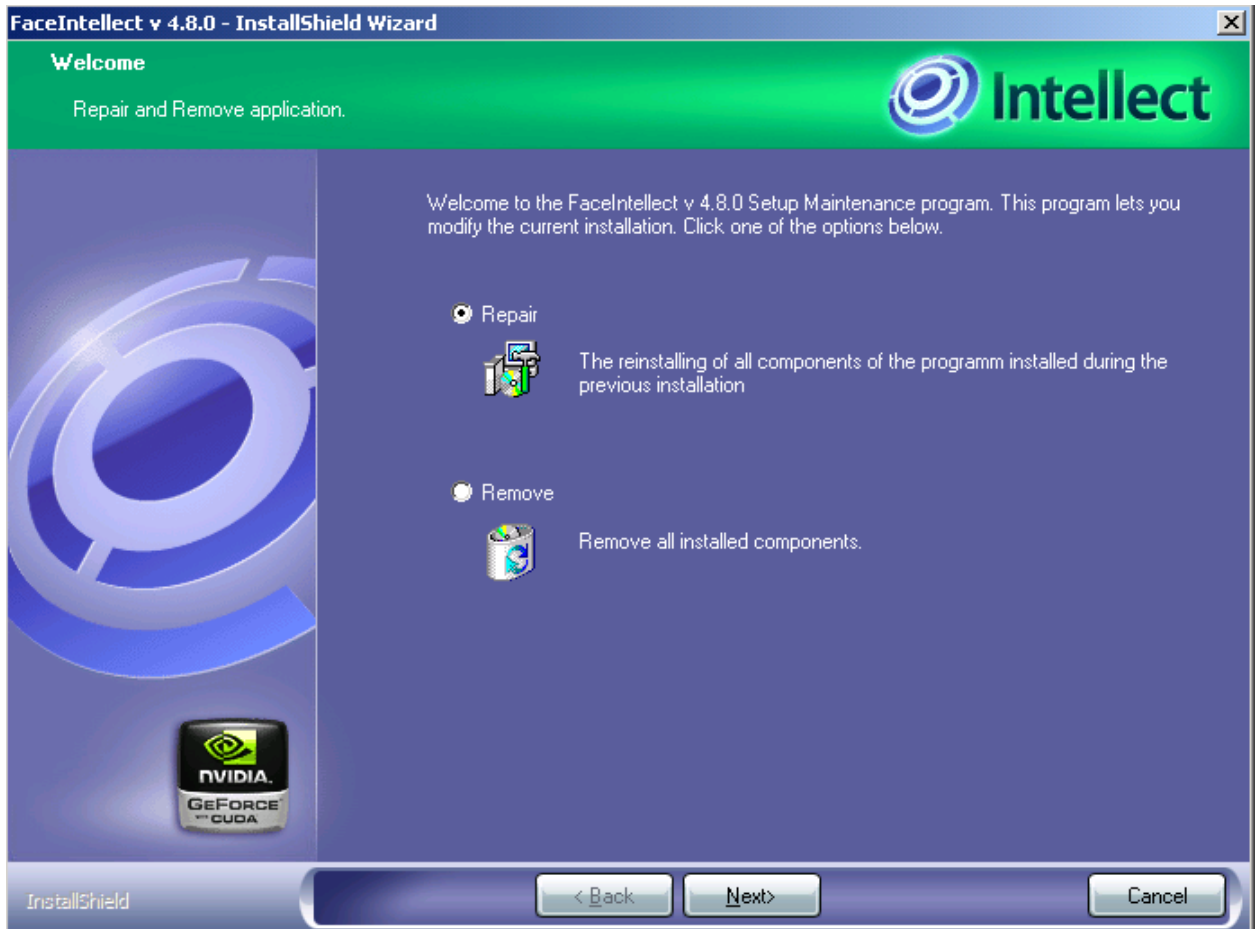 FaceIntellect v 4.8.0 - InstallShield Wizard
Welcome
Repair and Remove application.
Intellect
Welcome to the FaceIntellect v 4.8.0 Setup Maintenance program. This program lets you
modify the current installation. Click one of the options below.
Repair
The reinstalling of all components of the programm installed during the
previous installation
Remove
Remove all installed components.
NVIDIA.
GEFORCE
WITH CUDA
InstallShield
< Back
Next>
Cancel